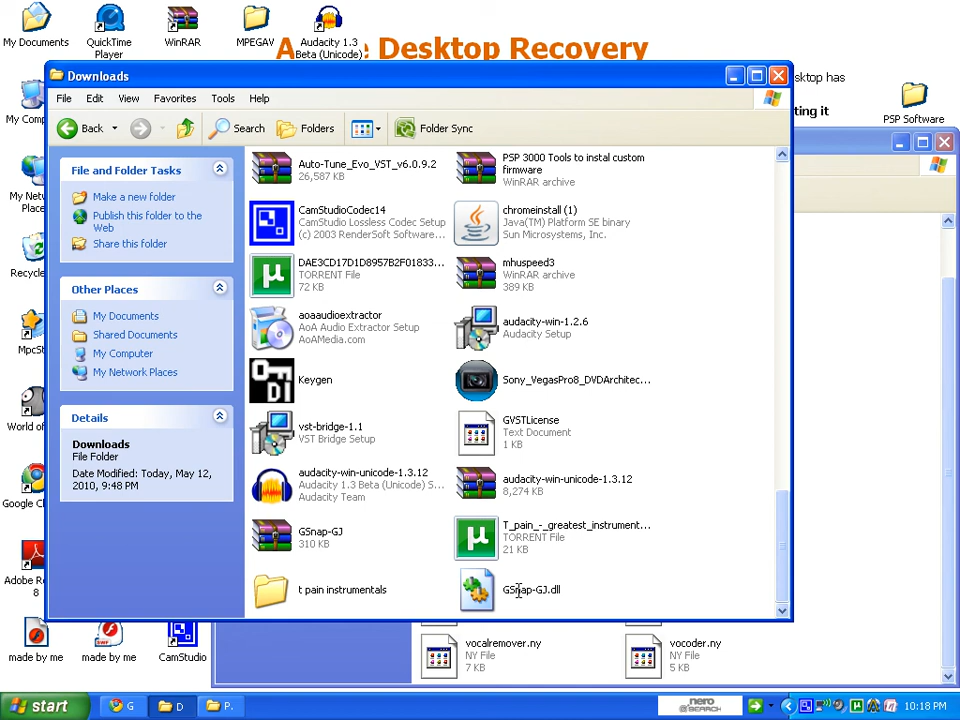 My Documents
QuickTime
Player
WinRAR
MPEGAV
Audacity 1.3
Beta (Unicode)
Desktop Recovery
Downloads
File Edit View Favorites Tools Help
Back Search Folders Folder Sync
PSP Software
File and Folder Tasks
Make a new folder
Publish this folder to the
Web
Share this folder
Other Places
My Documents
Shared Documents
My Computer
My Network Places
Details
Downloads
File Folder
Date Modified: Today, May 12,
2010, 9:48 PM
Auto-Tune_Evo_VST_v6.0.9.2
26,587 KB
PSP 3000 Tools to instal custom
firmware
WinRAR archive
CamStudioCodec14
CamStudio Lossless Codec Setup
(c) 2003 RenderSoft Software...
chromeinstall (1)
Java(TM) Platform SE binary
Sun Microsystems, Inc.
DAE3CD17D1D8957B2F01833...
TORRENT File
72 KB
mhuspeed3
WinRAR archive
389 KB
aoaaudioextractor
AoA Audio Extractor Setup
AoAMedia.com
audacity-win-1.2.6
Audacity Setup
Keygen
Sony_VegasPro8_DVDArchitec...
vst-bridge-1.1
VST Bridge Setup
GVSTLicense
Text Document
1 KB
audacity-win-unicode-1.3.12
Audacity 1.3 Beta (Unicode) S...
Audacity Team
audacity-win-unicode-1.3.12
8,274 KB
GSnap-GJ
310 KB
T_pain_-_greatest_instrument...
TORRENT File
21 KB
t pain instrumentals
GSnap-GJ.dll
vocalremover.ny
NY File
7 KB
vocoder.ny
NY File
5 KB
made by me
made by me
CamStudio
start
G
D
P.
nero
SEARCH
10:18 PM